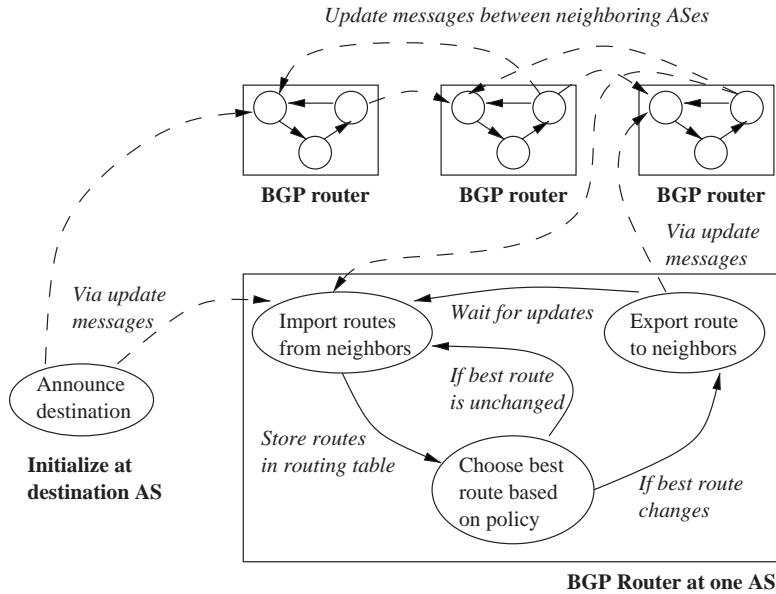 Update messages between neighboring ASes
BGP router
BGP router
BGP router
Via update
messages
Via update
messages
Announce
destination
Initialize at
destination AS
Import routes
from neighbors
Wait for updates
Export route
to neighbors
If best route
is unchanged
Store routes
in routing table
Choose best
route based
on policy
If best route
changes
BGP Router at one AS